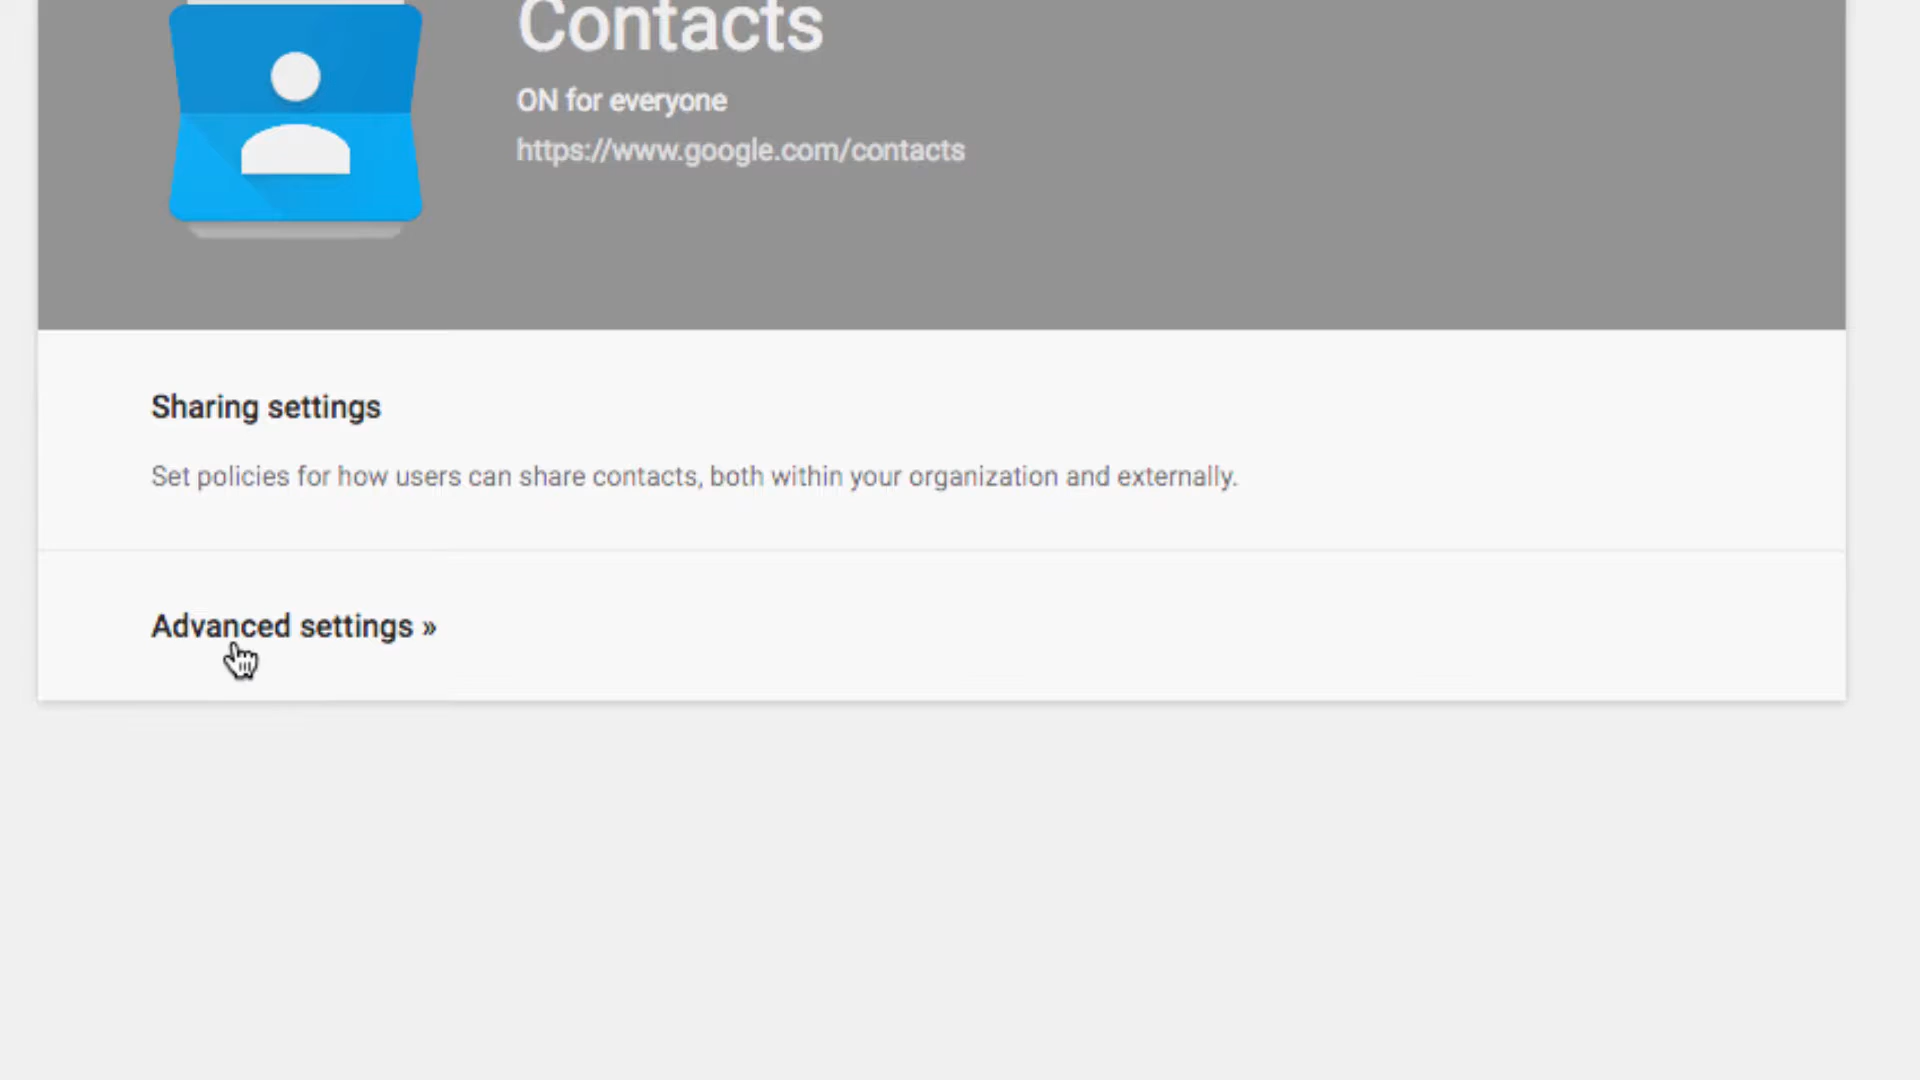 Contacts
ON for everyone
https://www.google.com/contacts
Sharing settings
Set policies for how users can share contacts, both within your organization and externally.
Advanced settings »